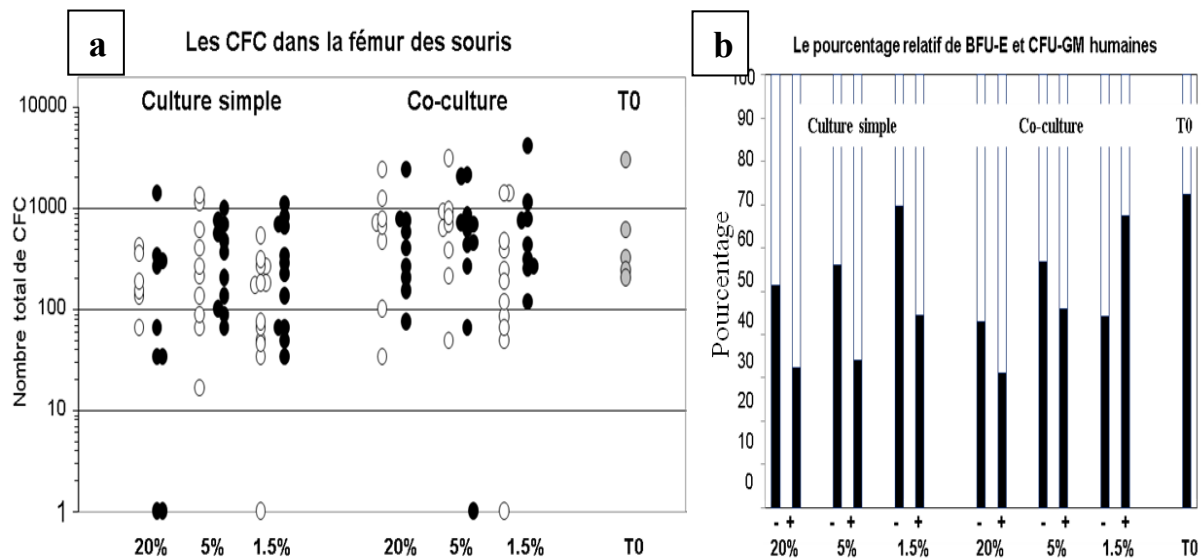 a
Les CFC dans la fémur des souris
Culture simple Co-culture T0
Nombre total de CFC
10000
1000
100
10
1
20% 5% 1.5% 20% 5% 1.5% T0
b
Le pourcentage relatif de BFU-E et CFU-GM humaines
Culture simple Co-culture T0
Pourcentage
100
90
80
70
60
50
40
30
20
10
0
- + - + - + - + - + - +
20% 5% 1.5% 20% 5% 1.5% T0